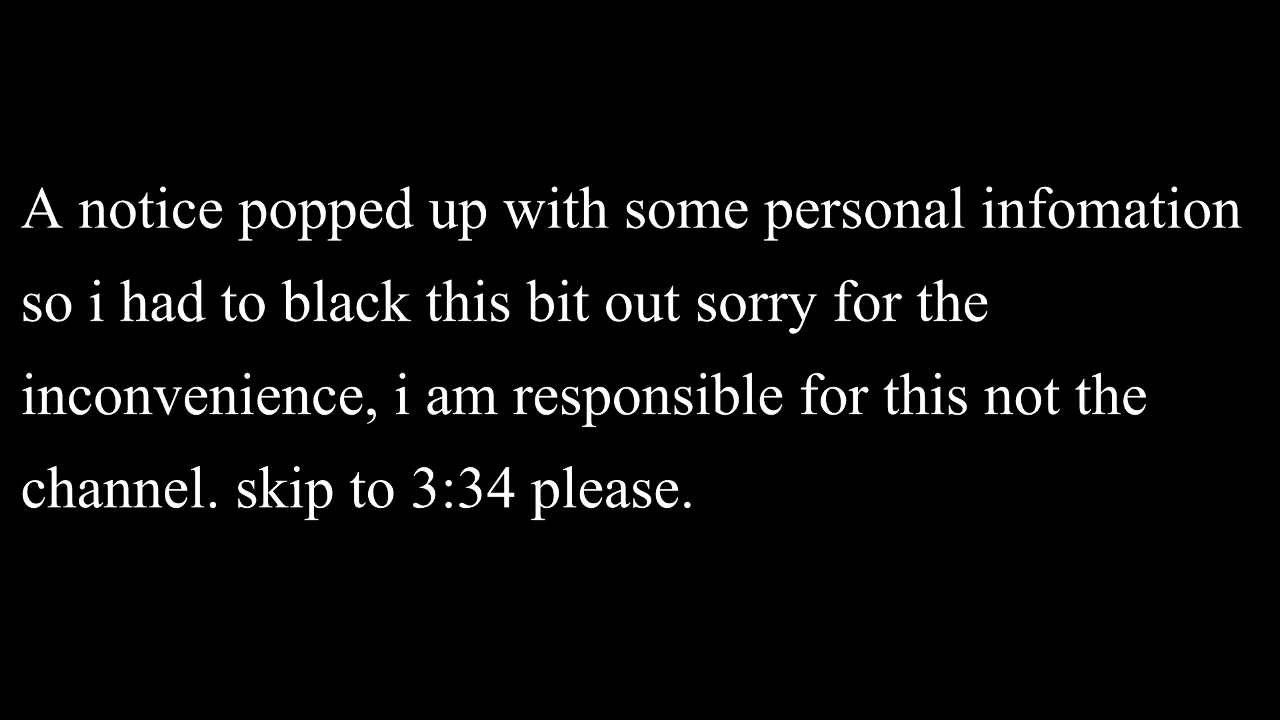 A notice popped up with some personal infomation
so i had to black this bit out sorry for the
inconvenience, i am responsible for this not the
channel. skip to 3:34 please.